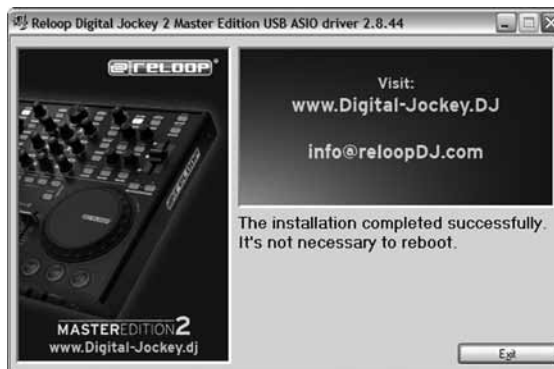 Reloop Digital Jockey 2 Master Edition USB ASIO driver 2.8.44
reloop
MASTEREDITION2
www.Digital-Jockey.dj
Visit:
www.Digital-Jockey.DJ
info@reloopDJ.com
The installation completed successfully.
It's not necessary to reboot.
Exit